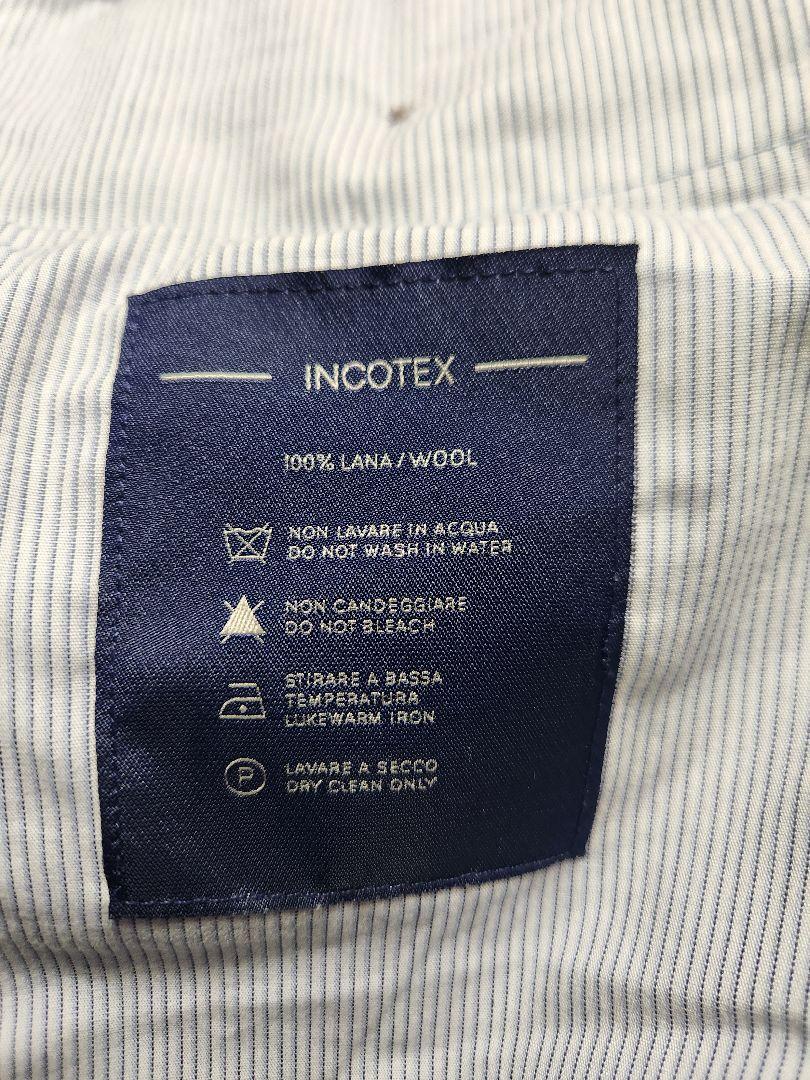 INCOTEX
100% LANA / WOOL
NON LAVARE IN ACQUA
DO NOT WASH IN WATER
NON CANDEGGIARE
DO NOT BLEACH
STIRARE A BASSA
TEMPERATURA
LUKEWARM IRON
P
LAVARE A SECCO
DRY CLEAN ONLY